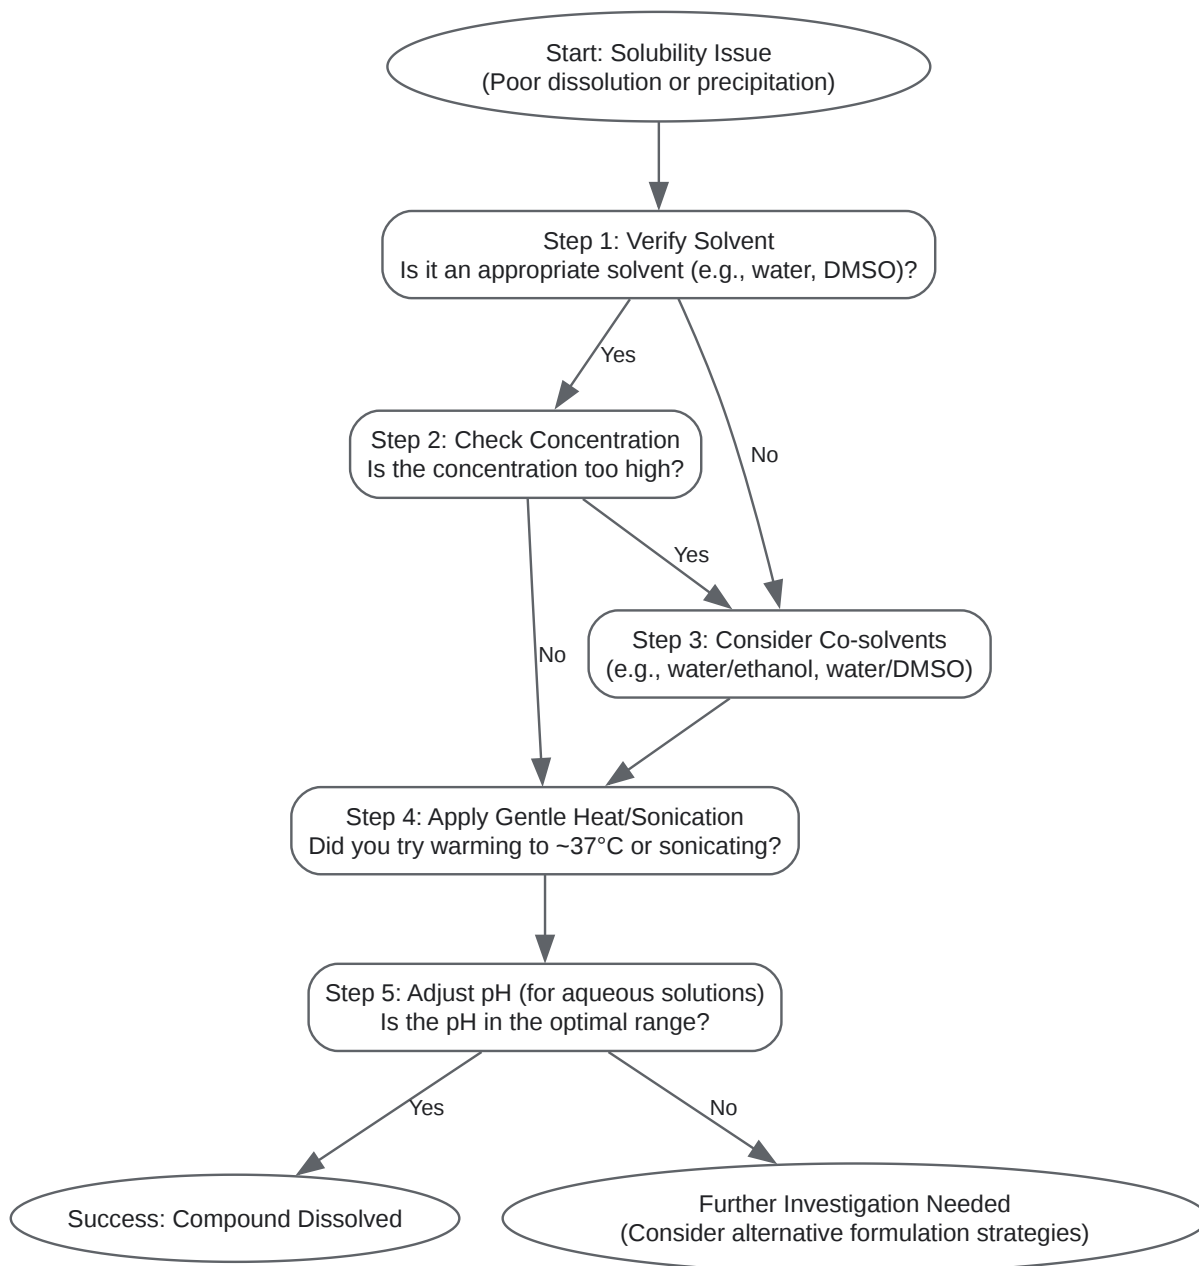 Start: Solubility Issue
(Poor dissolution or precipitation)
Step 1: Verify Solvent
Is it an appropriate solvent (e.g., water, DMSO)?
Yes
Step 2: Check Concentration
Is the concentration too high?
No
Yes
Step 3: Consider Co-solvents
(e.g., water/ethanol, water/DMSO)
No
Step 4: Apply Gentle Heat/Sonication
Did you try warming to ~37°C or sonicating?
Step 5: Adjust pH (for aqueous solutions)
Is the pH in the optimal range?
Yes
No
Success: Compound Dissolved
Further Investigation Needed
(Consider alternative formulation strategies)